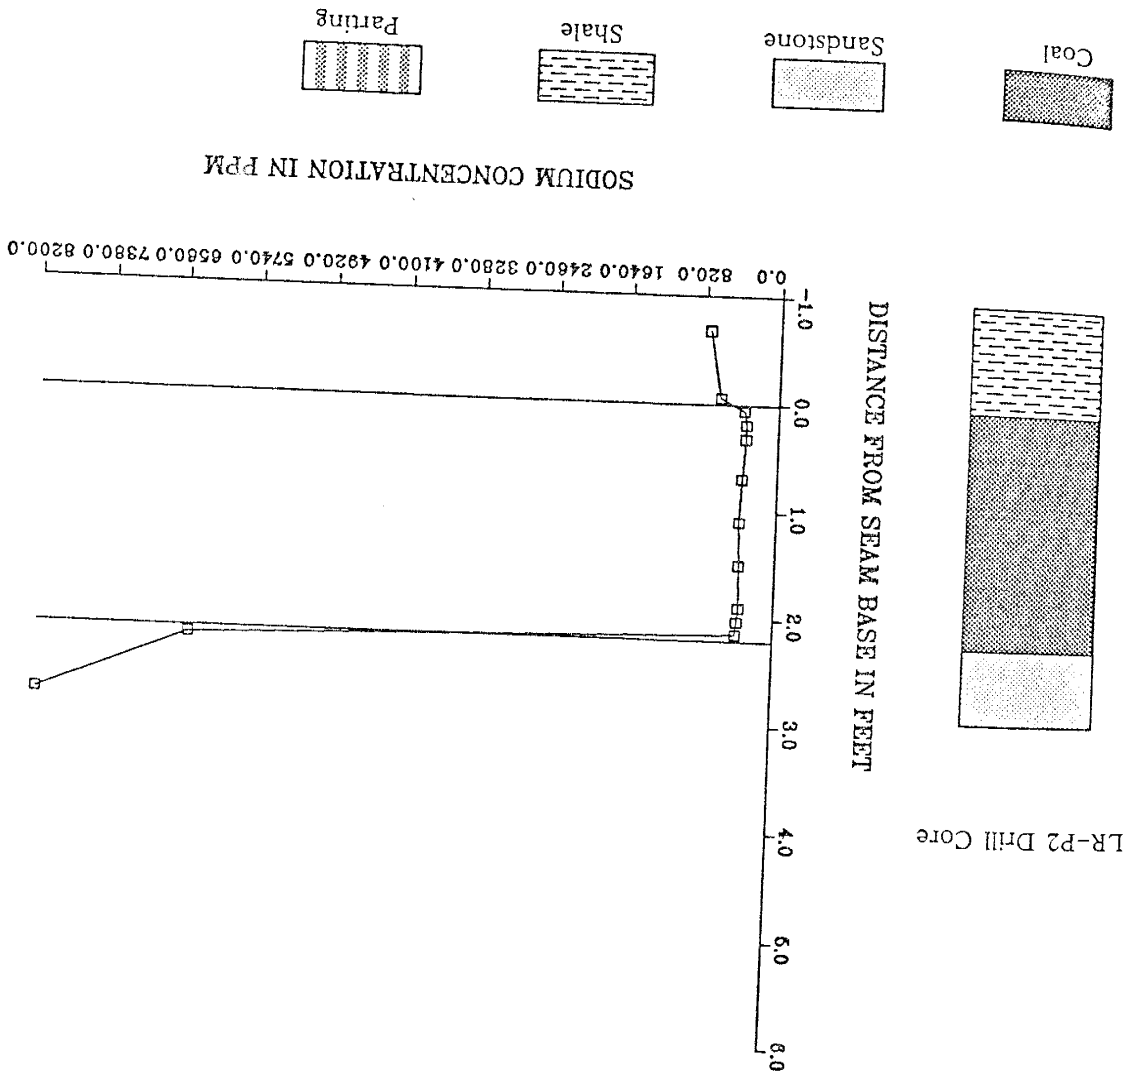 LR-P2 Drill Core
6.0
5.0
4.0
3.0
2.0
1.0
0.0
-1.0
DISTANCE FROM SEAM BASE IN FEET
0.0 820.0 1640.0 2460.0 3280.0 4100.0 4920.0 5740.0 6580.0 7380.0 8200.0
SODIUM CONCENTRATION IN PPM
Coal
Sandstone
Shale
Parting